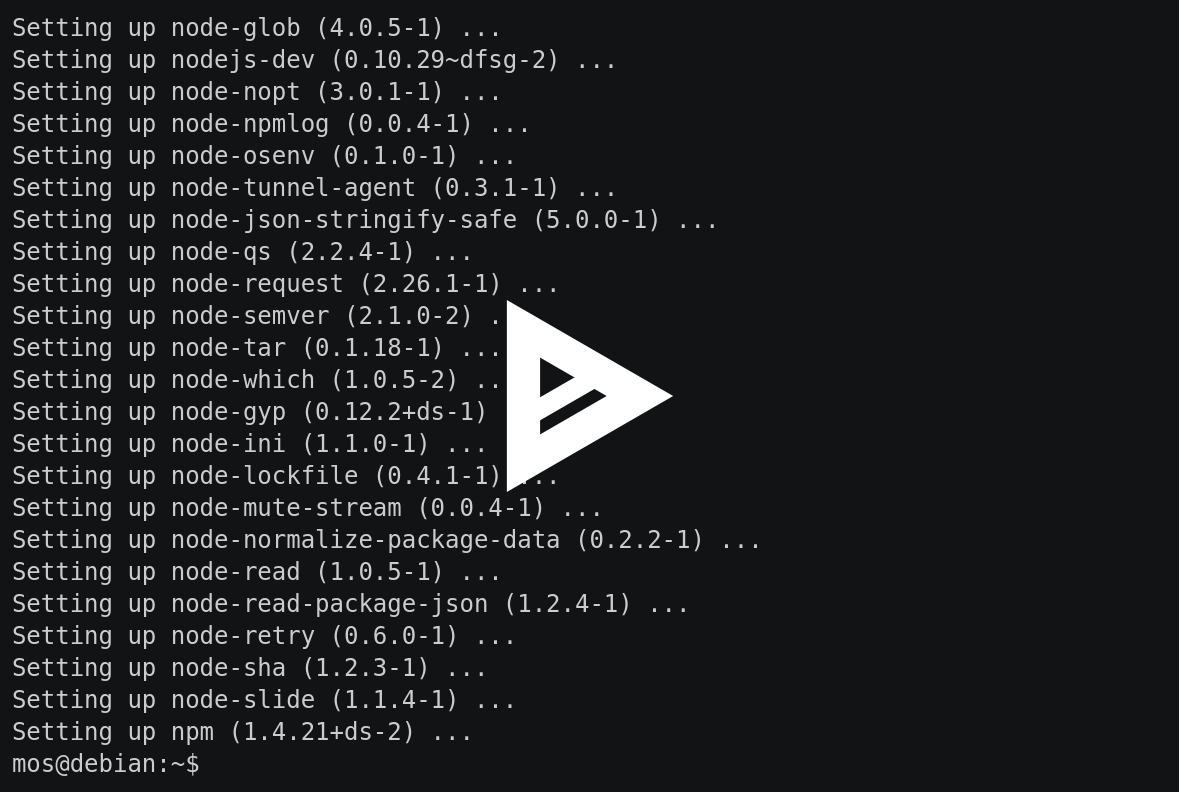 Setting up node-glob (4.0.5-1) ...
Setting up nodejs-dev (0.10.29~dfsg-2) ...
Setting up node-nopt (3.0.1-1) ...
Setting up node-npmlog (0.0.4-1) ...
Setting up node-osenv (0.1.0-1) ...
Setting up node-tunnel-agent (0.3.1-1) ...
Setting up node-json-stringify-safe (5.0.0-1) ...
Setting up node-qs (2.2.4-1) ...
Setting up node-request (2.26.1-1) ...
Setting up node-semver (2.1.0-2) .
Setting up node-tar (0.1.18-1) ...
Setting up node-which (1.0.5-2) ..
Setting up node-gyp (0.12.2+ds-1)
Setting up node-ini (1.1.0-1) ...
Setting up node-lockfile (0.4.1-1) ...
Setting up node-mute-stream (0.0.4-1) ...
Setting up node-normalize-package-data (0.2.2-1) ...
Setting up node-read (1.0.5-1) ...
Setting up node-read-package-json (1.2.4-1) ...
Setting up node-retry (0.6.0-1) ...
Setting up node-sha (1.2.3-1) ...
Setting up node-slide (1.1.4-1) ...
Setting up npm (1.4.21+ds-2) ...
mos@debian:~$